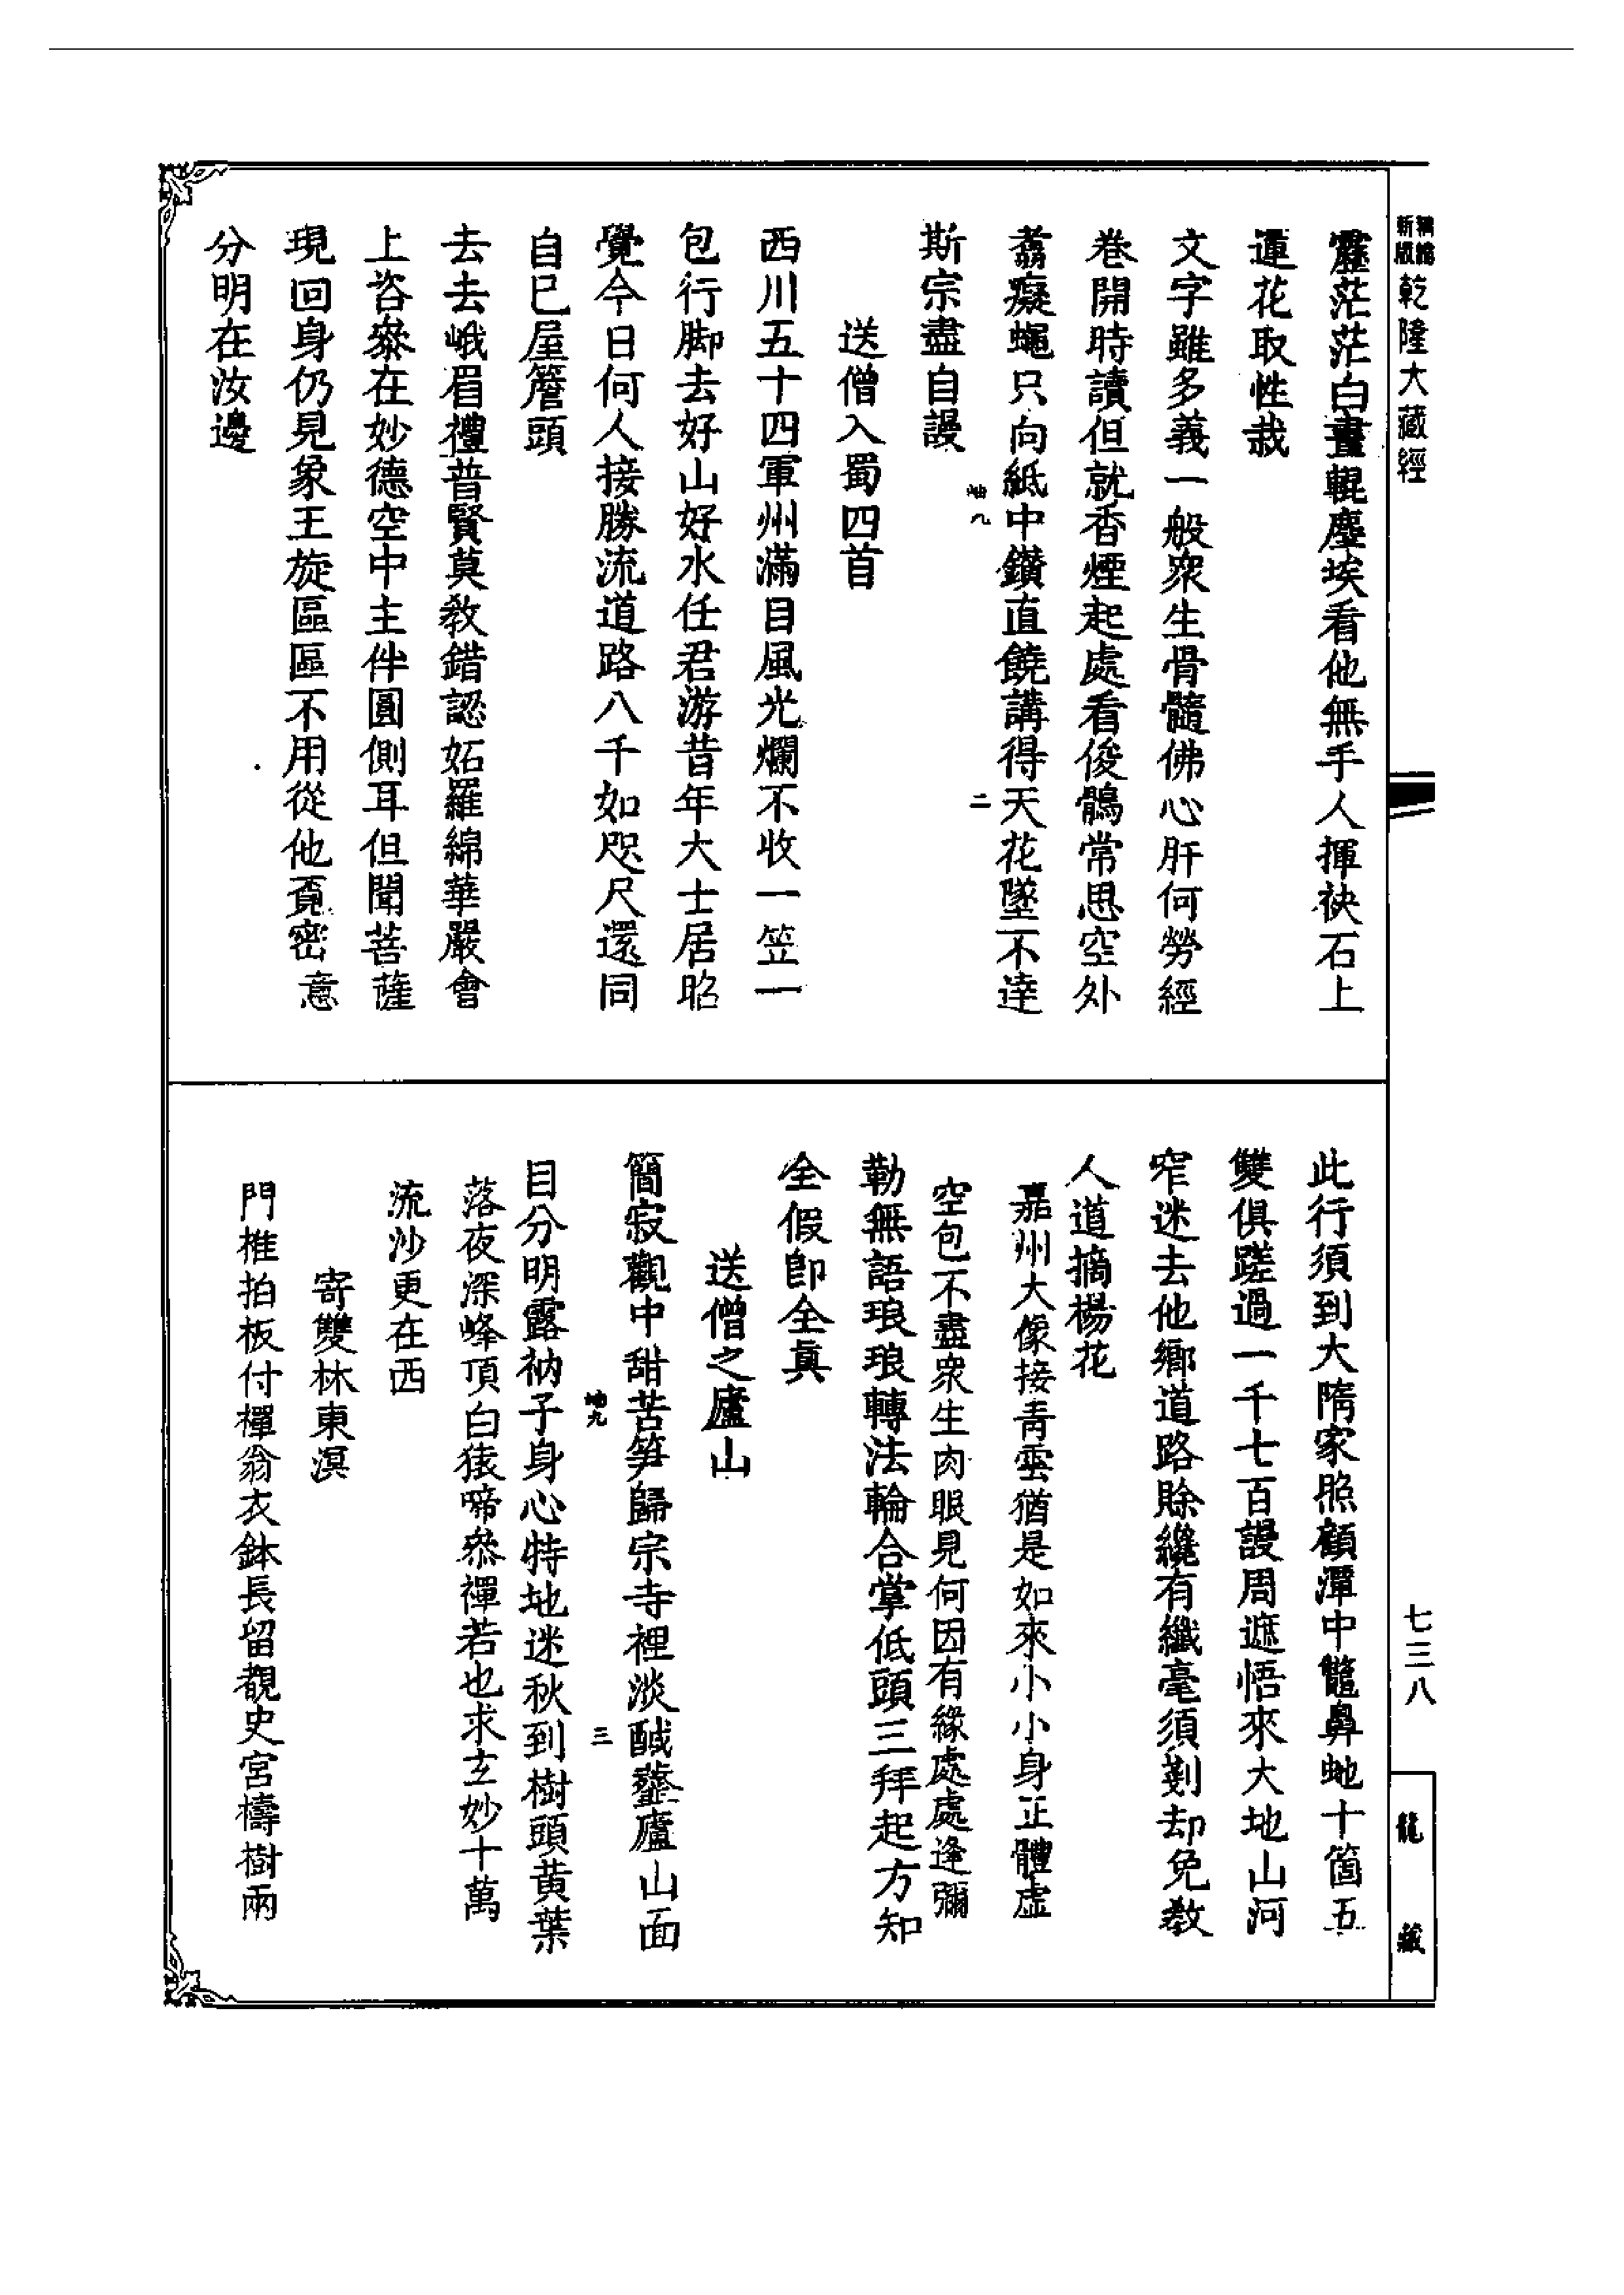 乾隆大藏經
靈茫茫白晝輥塵埃看他無手人揮袂石上
運花取性栽
文字雖多義一般衆生骨髓佛心肝何勞經
卷開時讀但就香煙起處看俊鶻常思空外
翥癡蠅只向紙中鑽直饒講得天花墜不達
斯宗盡自謾
送僧入蜀四首
西川五十四軍州滿目風光爛不收一笠一
包行脚去好山好水任君游昔年大士居昭
覺今日何人接勝流道路八千如咫尺還同
自已屋簷頭
去去峨眉禮普賢莫教錯認妬羅綿華嚴會
上咨叅在妙德空中主伴圓側耳但聞菩薩
現回身仍見象王旋區區不用從他覔密意
分明在汝邊
此行須到大隋家照顧潭中鼈鼻虵十箇五
雙俱蹉過一千七百謾周遮悟來大地山河
窄迷去他鄉道路賒纔有纖毫須剗却免教
人道摘楊花
嘉州大像接青雲猶是如來小小身正體虛
空包不盡衆生肉眼見何因有緣處處逢彌
勒無語琅琅轉法輪合掌低頭三拜起方知
全假即全眞
送僧之廬山
簡寂觀中甜苦笋歸宗寺裡淡醎虀廬山面
目分明露衲子身心特地迷秋到樹頭黃葉
落夜深峰頂白猿啼叅禪若也求玄妙十萬
流沙更在西
寄雙林東溟
門椎拍板付禪翁衣鉢長留覩史宮檮樹兩
七三八
龍藏